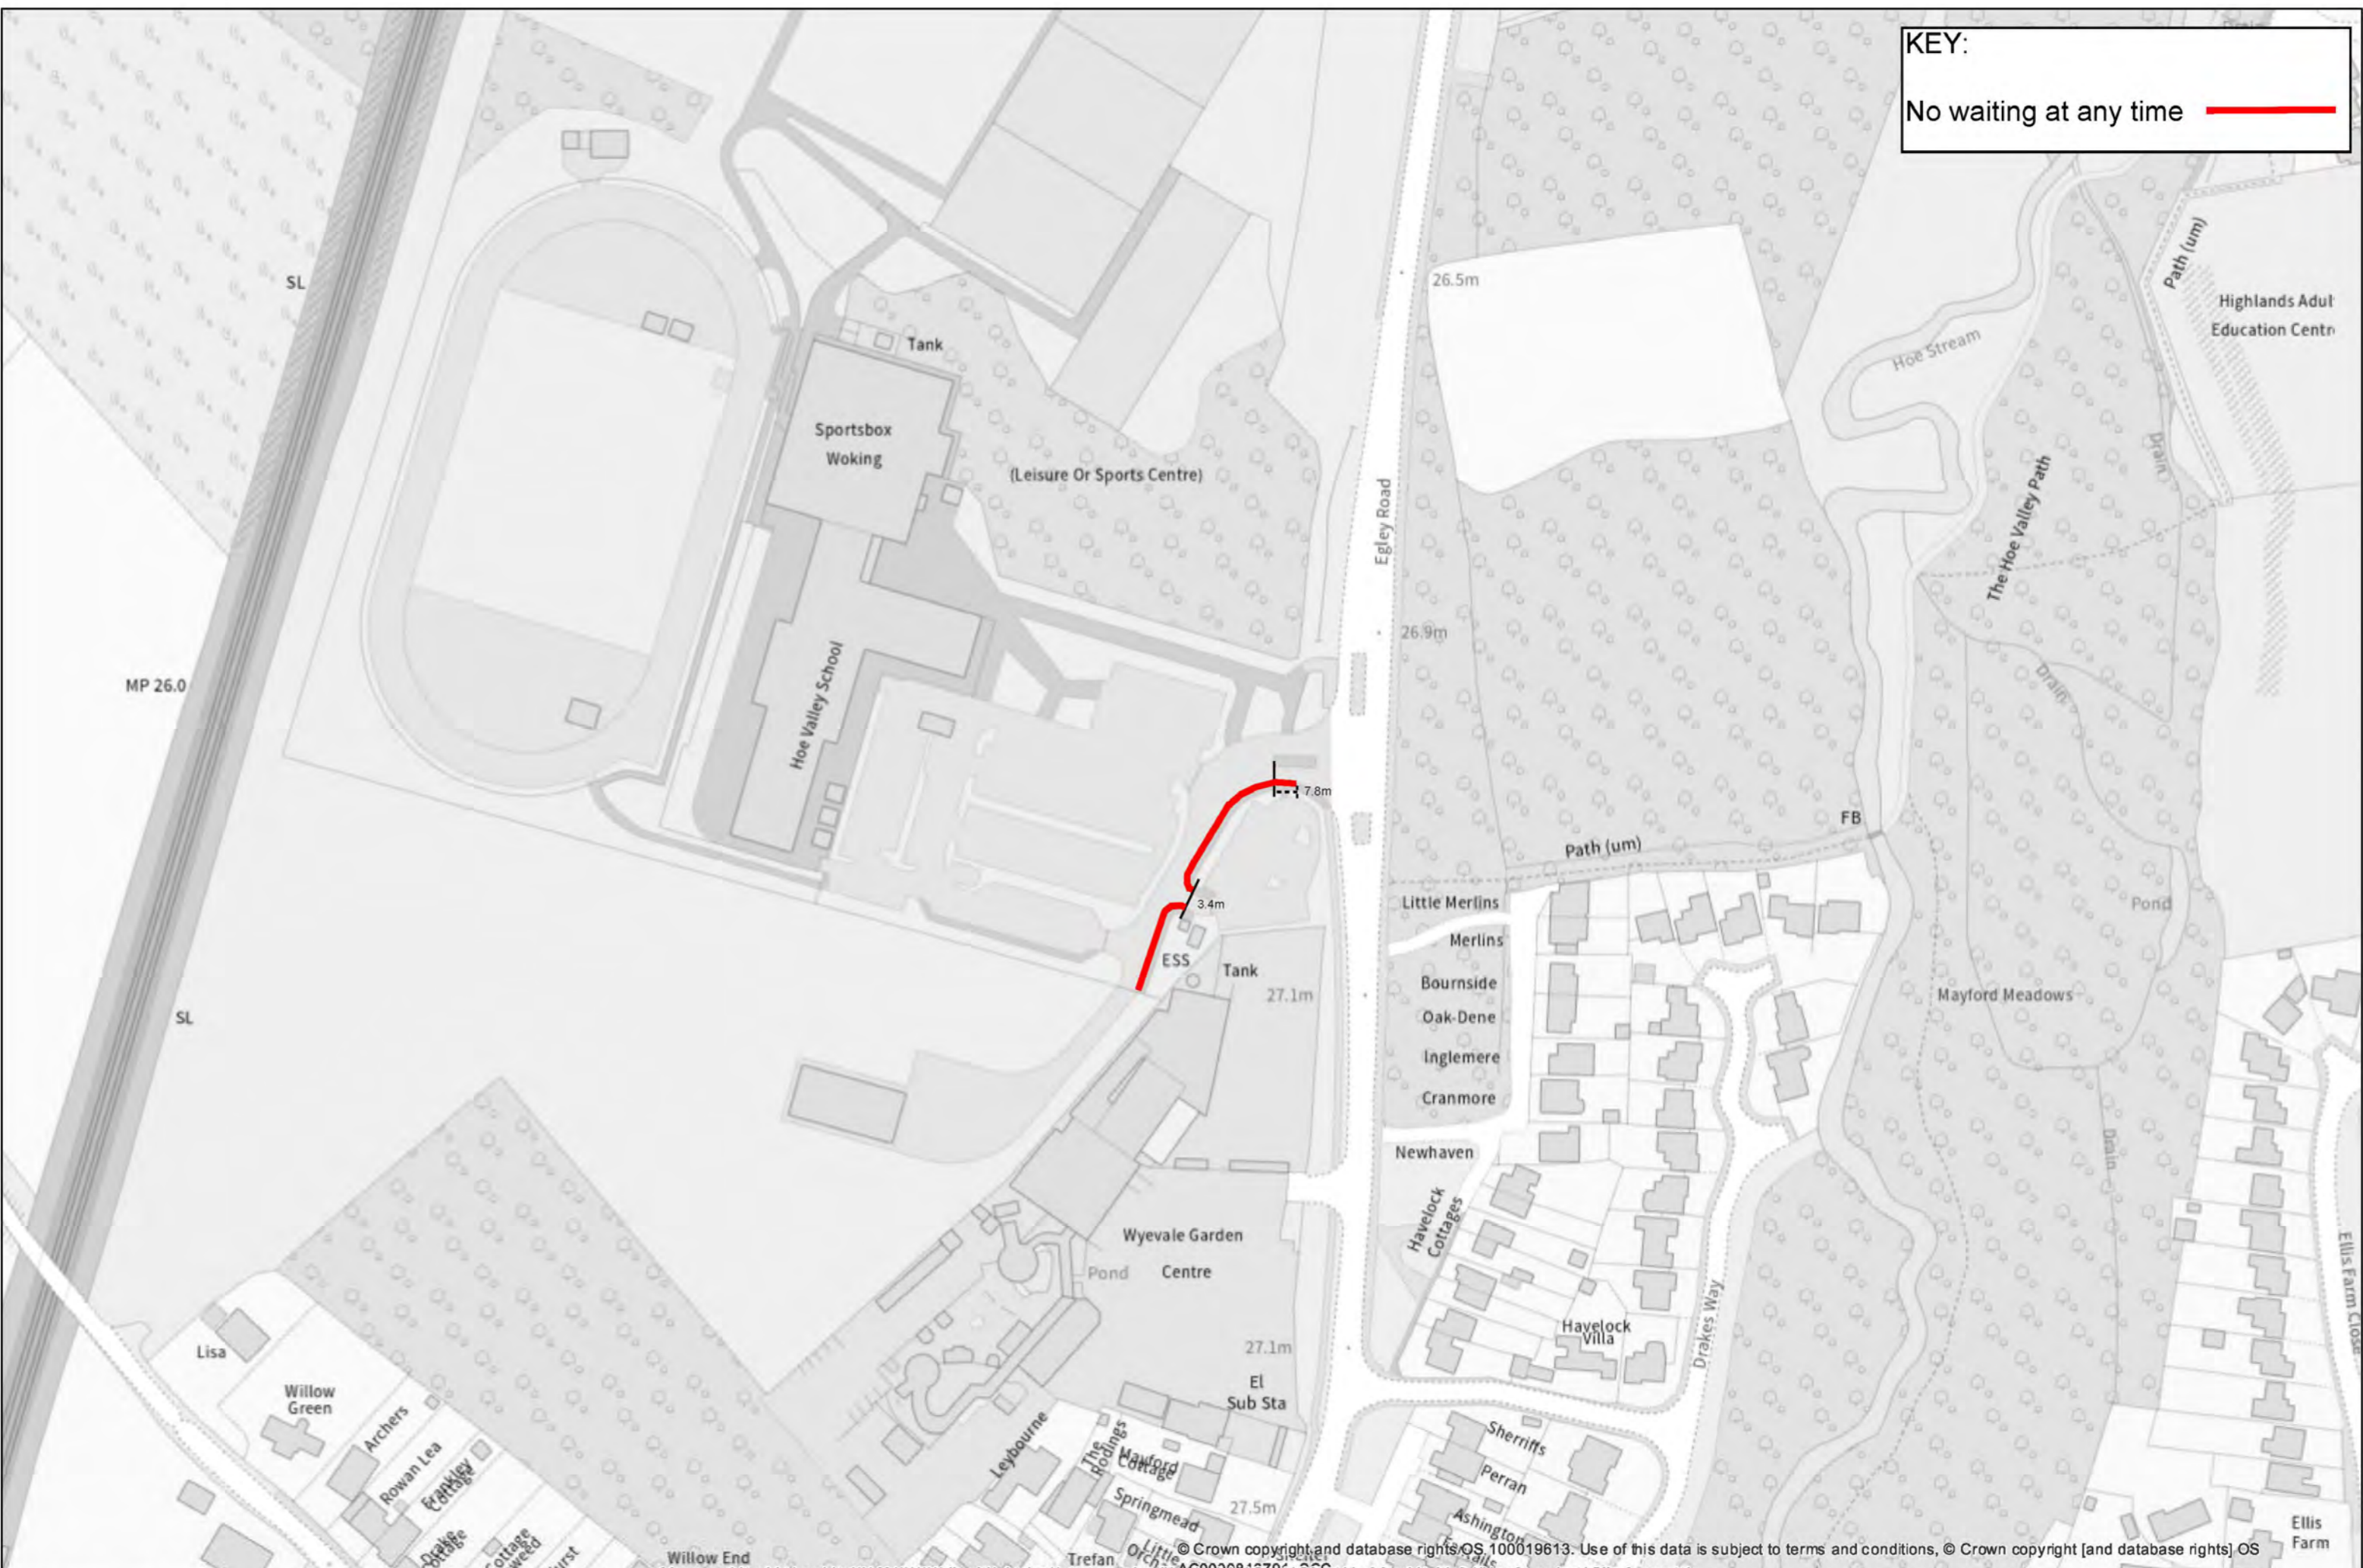 KEY:
No waiting at any time
26.5m
Path (um)
Highlands Adul
Education Centr
SL
Tank
Hoe Stream
Sportsbox
Woking
(Leisure Or Sports Centre)
Egley Road
Drain
The Hoe Valley Path
26.9m
MP 26.0
Hoe Valley School
Drain
7.8m
FB
Path (um)
3.4m
Little Merlins
Pond
Merlins
ESS
Tank
Bournside
27.1m
Mayford Meadows
SL
Oak-Dene
Inglemere
Cranmore
Newhaven
Drain
Havelock
Cottages
Wyevale Garden
Centre
Pond
Ellis Farm Close
Drakes Way
Havelock
Villa
27.1m
Lisa
El
Sub Sta
Willow
Green
Archers
Leybourne
The
Rodings
Mayford
Cottage
Sherriffs
Rowan Lea
Frankley
Cottage
Perran
Springmead
27.5m
Ashington
Ellis
Farm
Drake
Cottage
Willow End
Trefan
Little
© Crown copyright and database rights OS 100019613. Use of this data is subject to terms and conditions, © Crown copyright [and database rights] OS